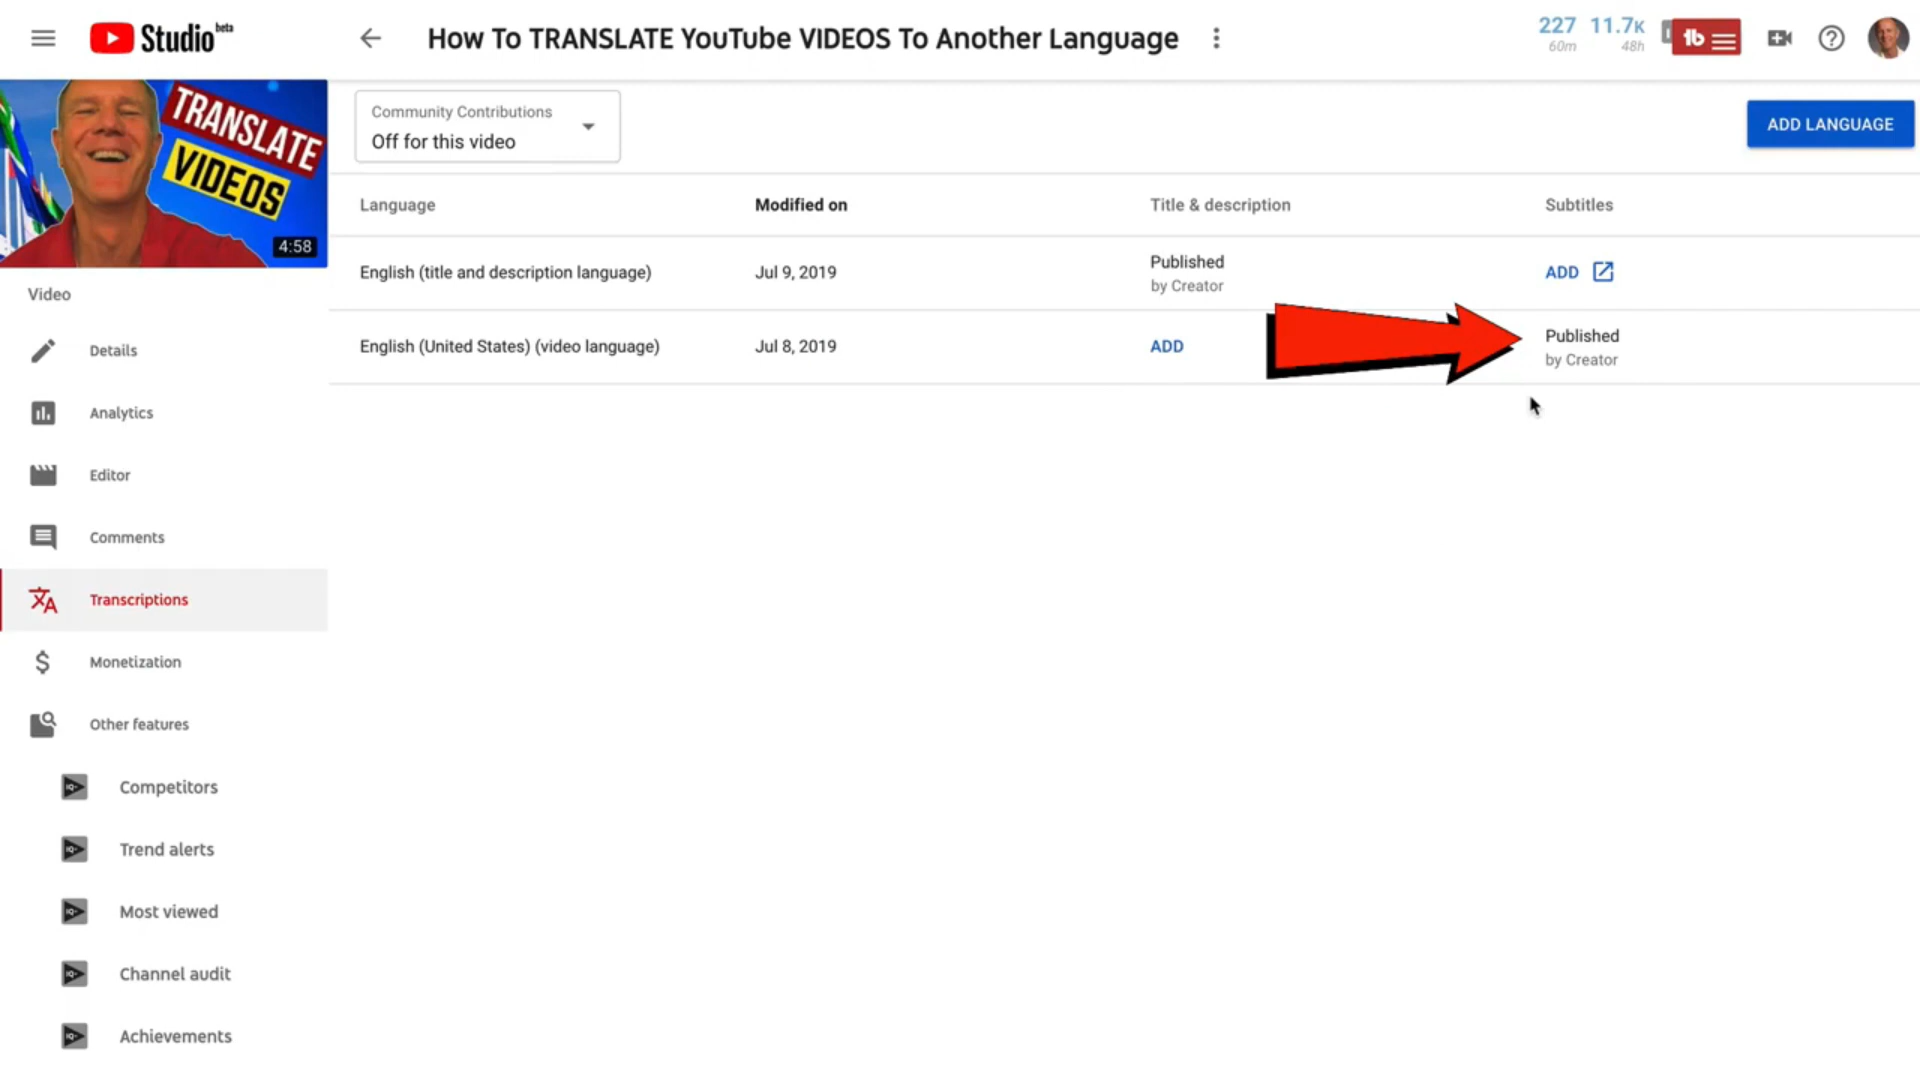 Studio beta
How To TRANSLATE YouTube VIDEOS To Another Language
227 11.7K
60m 48h
TRANSLATE
VIDEOS
4:58
Community Contributions
Off for this video
ADD LANGUAGE
Language Modified on Title & description Subtitles
English (title and description language) Jul 9, 2019 Published by Creator ADD
English (United States) (video language) Jul 8, 2019 ADD Published by Creator
Video
Details
Analytics
Editor
Comments
Transcriptions
Monetization
Other features
Competitors
Trend alerts
Most viewed
Channel audit
Achievements